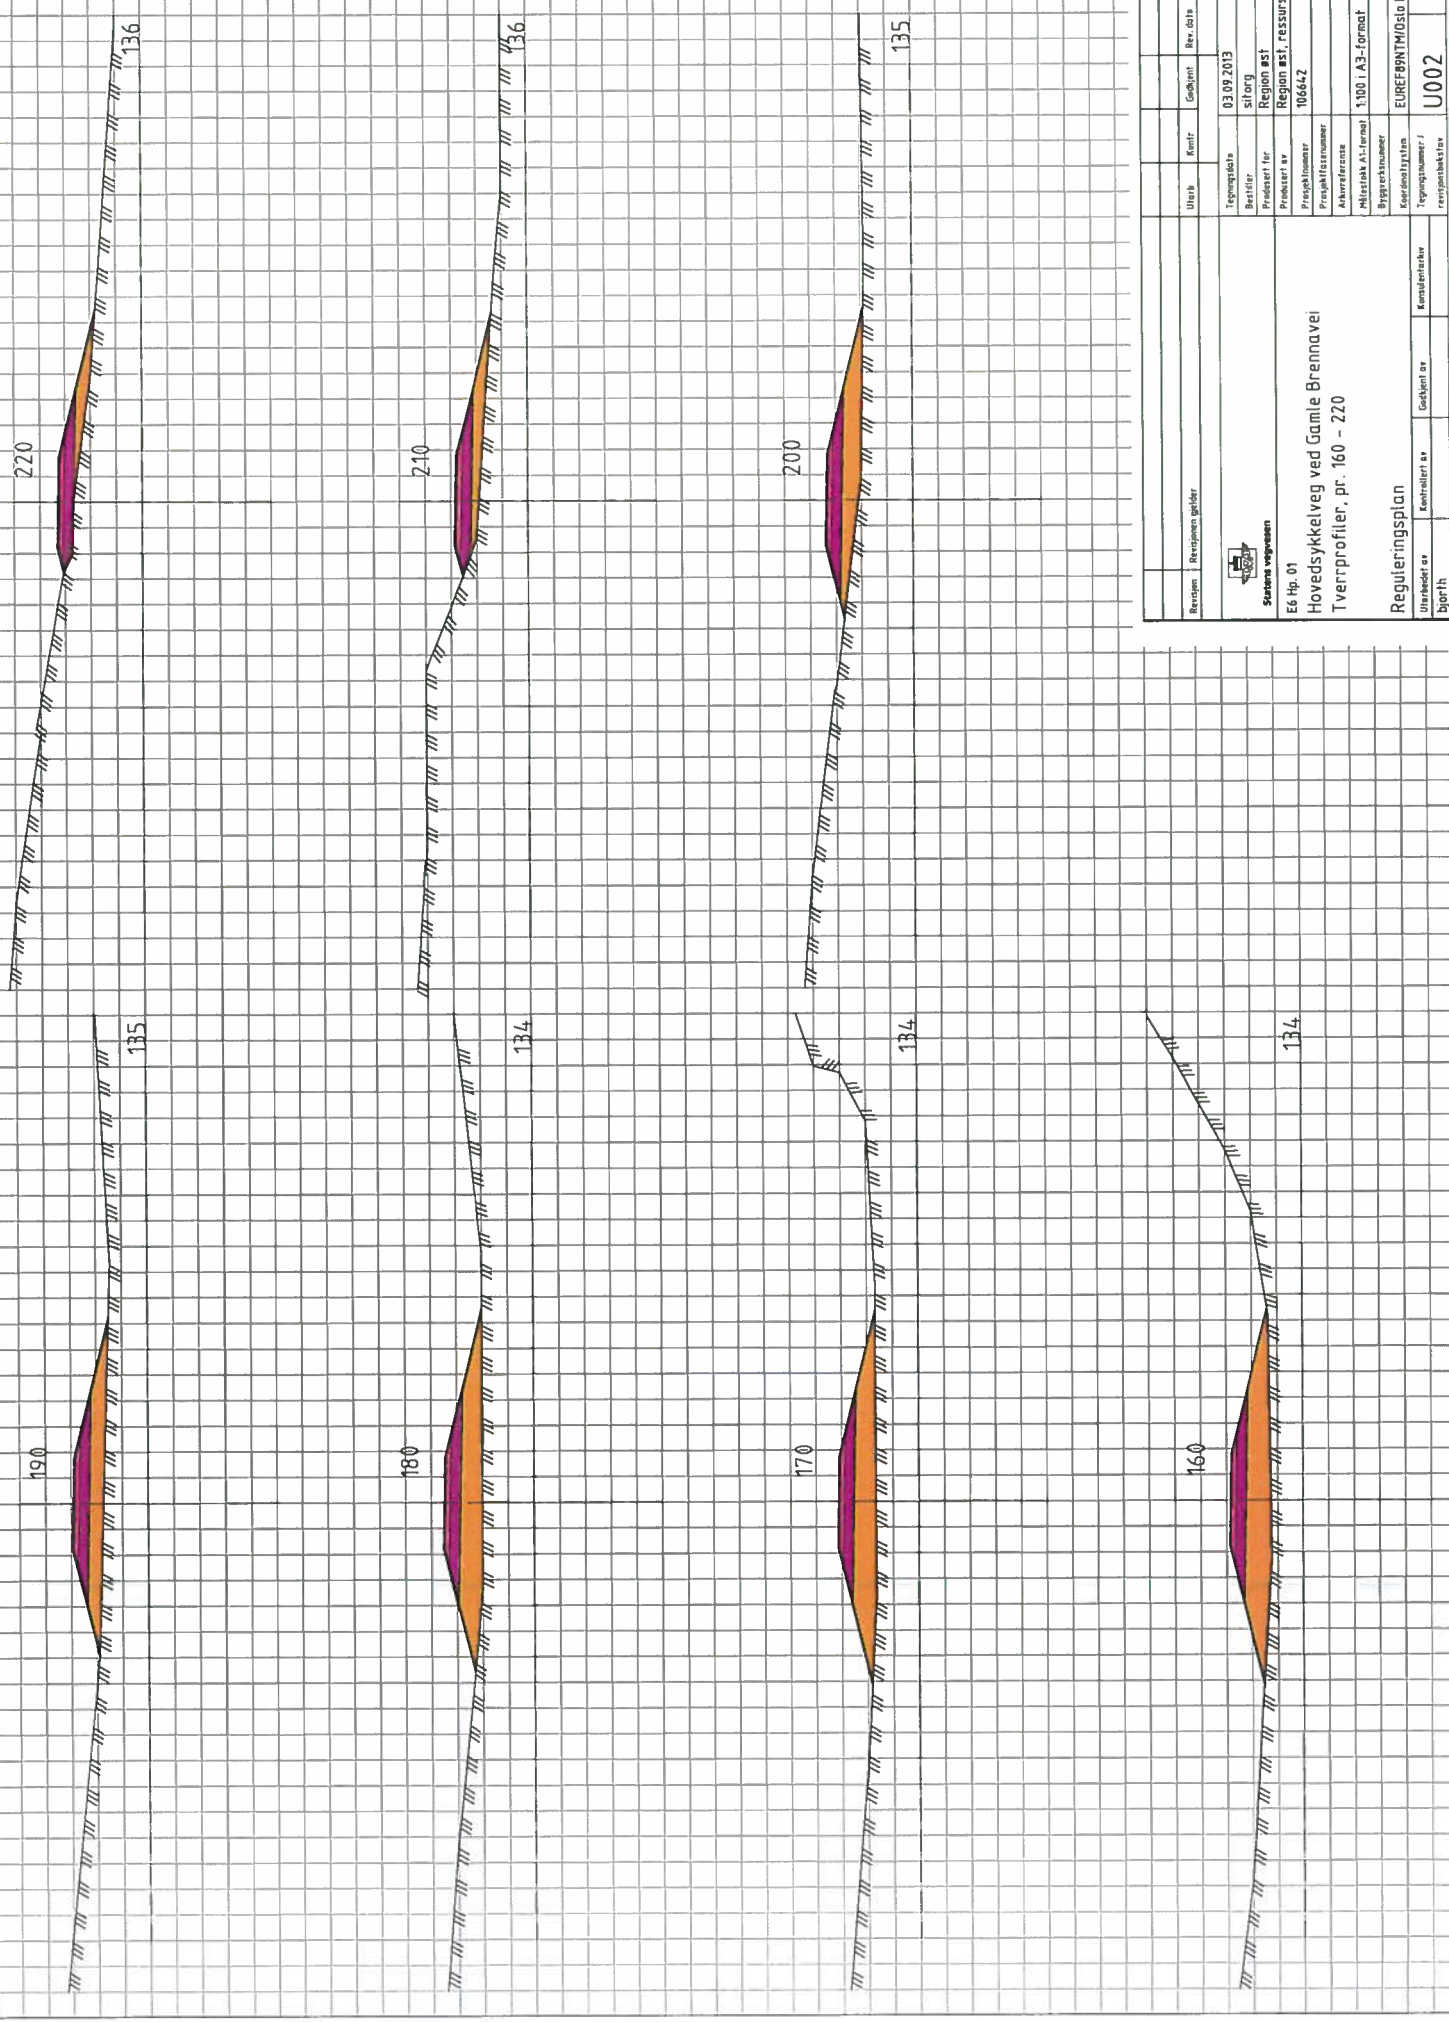 220
136
210
136
200
135
190
135
180
134
170
134
160
134
Revisjon
Revisjonen gjelder
Utarb
Kontr
Godkjent
Rev. dato
Statens vegvesen
Tegningsdato
03.09.2013
Bestiller
sitorg
Produsert for
Region øst
Produsert av
Region øst, ressurs
Prosjektnummer
106642
Prosjektfasenummer
Arkivreferanse
Målestokk A1-format
1:100 i A3-format
Byggverksnummer
Koordinatsystem
EUREF89NTM/Oslo
Tegningsnummer /
revisjonsbokstav
U002
E6 Hp. 01
Hovedsykkelveg ved Gamle Brennavei
Tverrprofiler, pr. 160 - 220
Reguleringsplan
Utarbeidet av
Kontrollert av
Godkjent av
Konsulentarkiv
bjorth